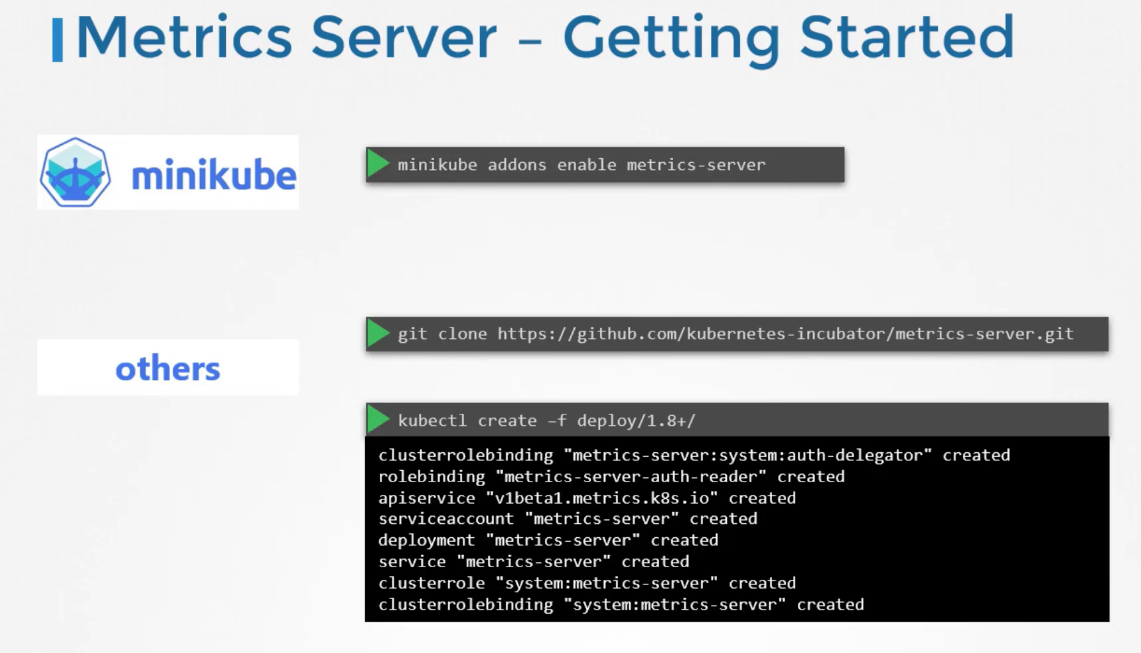 Metrics Server – Getting Started
minikube
minikube addons enable metrics-server
others
git clone https://github.com/kubernetes-incubator/metrics-server.git
kubectl create –f deploy/1.8+/
clusterrolebinding "metrics-server:system:auth-delegator" created
rolebinding "metrics-server-auth-reader" created
apiservice "v1beta1.metrics.k8s.io" created
serviceaccount "metrics-server" created
deployment "metrics-server" created
service "metrics-server" created
clusterrole "system:metrics-server" created
clusterrolebinding "system:metrics-server" created